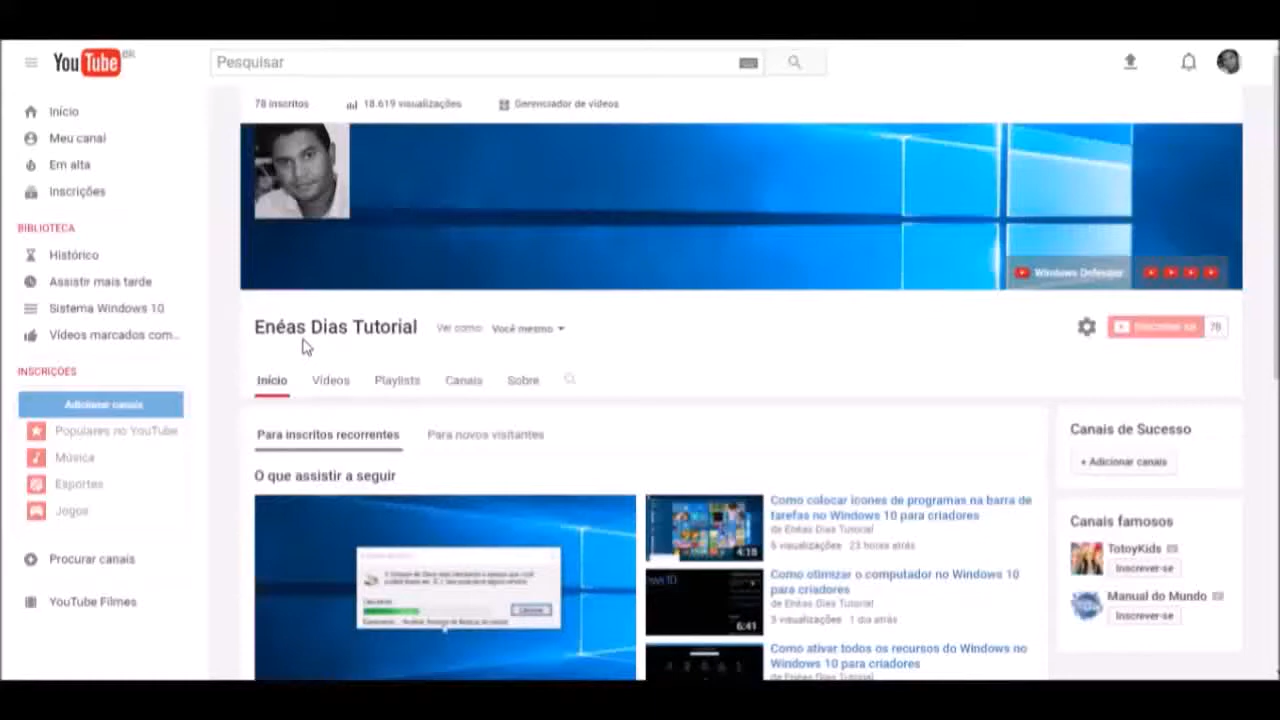 YouTube BR
Pesquisar
78 inscritos
18.619 visualizações
Gerenciador de vídeos
Início
Meu canal
Em alta
Inscrições
BIBLIOTECA
Histórico
Assistir mais tarde
Sistema Windows 10
Vídeos marcados com...
INSCRIÇÕES
Adicionar canais
Populares no YouTube
Música
Esportes
Jogos
Procurar canais
YouTube Filmes
Windows Defender
Enéas Dias Tutorial
Ver como: Você mesmo
Inscrever-se 78
Início Vídeos Playlists Canais Sobre
Para inscritos recorrentes Para novos visitantes
O que assistir a seguir
4:18
Como colocar ícones de programas na barra de
tarefas no Windows 10 para criadores
de Enéas Dias Tutorial
5 visualizações 23 horas atrás
6:41
Como otimizar o computador no Windows 10
para criadores
de Enéas Dias Tutorial
3 visualizações 1 dia atrás
Como ativar todos os recursos do Windows no
Windows 10 para criadores
de Enéas Dias Tutorial
Canais de Sucesso
+ Adicionar canais
Canais famosos
TotoyKids
Inscrever-se
Manual do Mundo
Inscrever-se